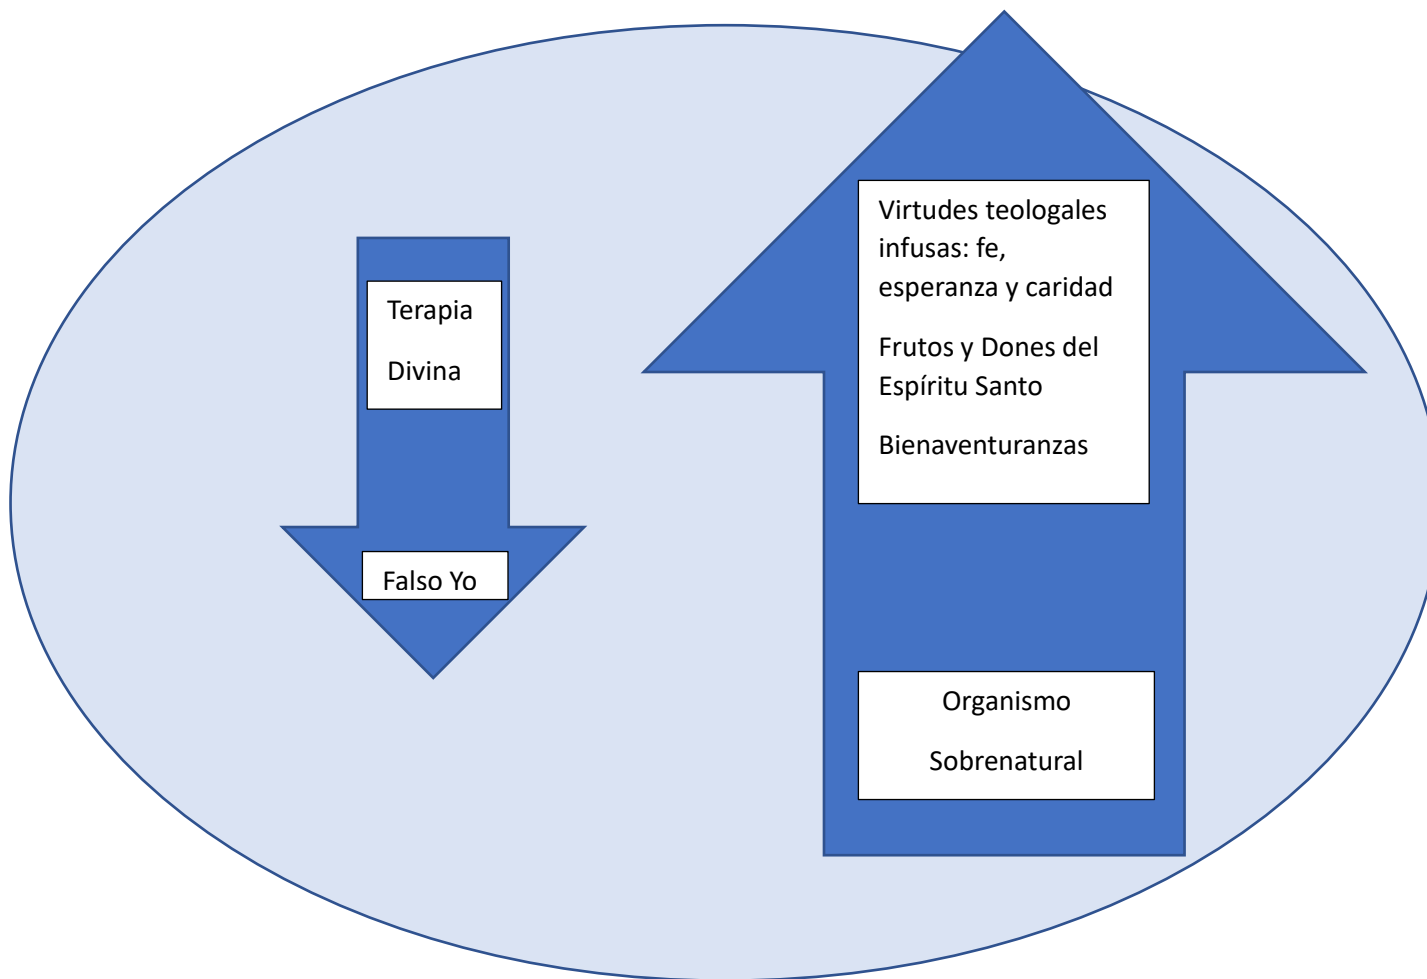 Terapia
Divina
Falso Yo
Virtudes teologales
infusas: fe,
esperanza y caridad
Frutos y Dones del
Espíritu Santo
Bienaventuranzas
Organismo
Sobrenatural